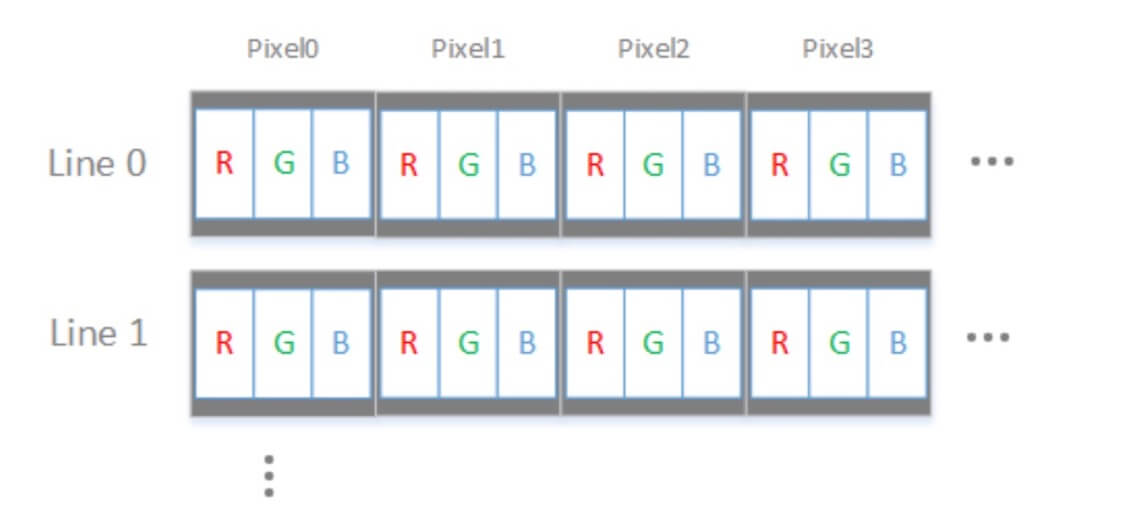 Pixel0 Pixel1 Pixel2 Pixel3
Line 0 R G B R G B R G B R G B ...
Line 1 R G B R G B R G B R G B ...